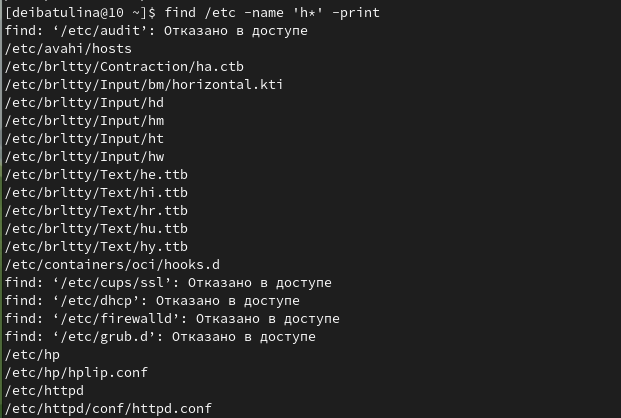 [deibatulina@10 ~]$ find /etc -name 'h*' -print
find: ‘/etc/audit’: Отказано в доступе
/etc/avahi/hosts
/etc/brltty/Contraction/ha.ctb
/etc/brltty/Input/bm/horizontal.kti
/etc/brltty/Input/hd
/etc/brltty/Input/hm
/etc/brltty/Input/ht
/etc/brltty/Input/hw
/etc/brltty/Text/he.ttb
/etc/brltty/Text/hi.ttb
/etc/brltty/Text/hr.ttb
/etc/brltty/Text/hu.ttb
/etc/brltty/Text/hy.ttb
/etc/containers/oci/hooks.d
find: ‘/etc/cups/ssl’: Отказано в доступе
find: ‘/etc/dhcp’: Отказано в доступе
find: ‘/etc/firewalld’: Отказано в доступе
find: ‘/etc/grub.d’: Отказано в доступе
/etc/hp
/etc/hp/hplip.conf
/etc/httpd
/etc/httpd/conf/httpd.conf